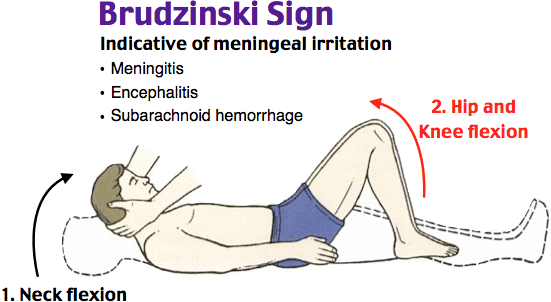 Brudzinski Sign
Indicative of meningeal irritation
• Meningitis
• Encephalitis
• Subarachnoid hemorrhage
2. Hip and
Knee flexion
1. Neck flexion